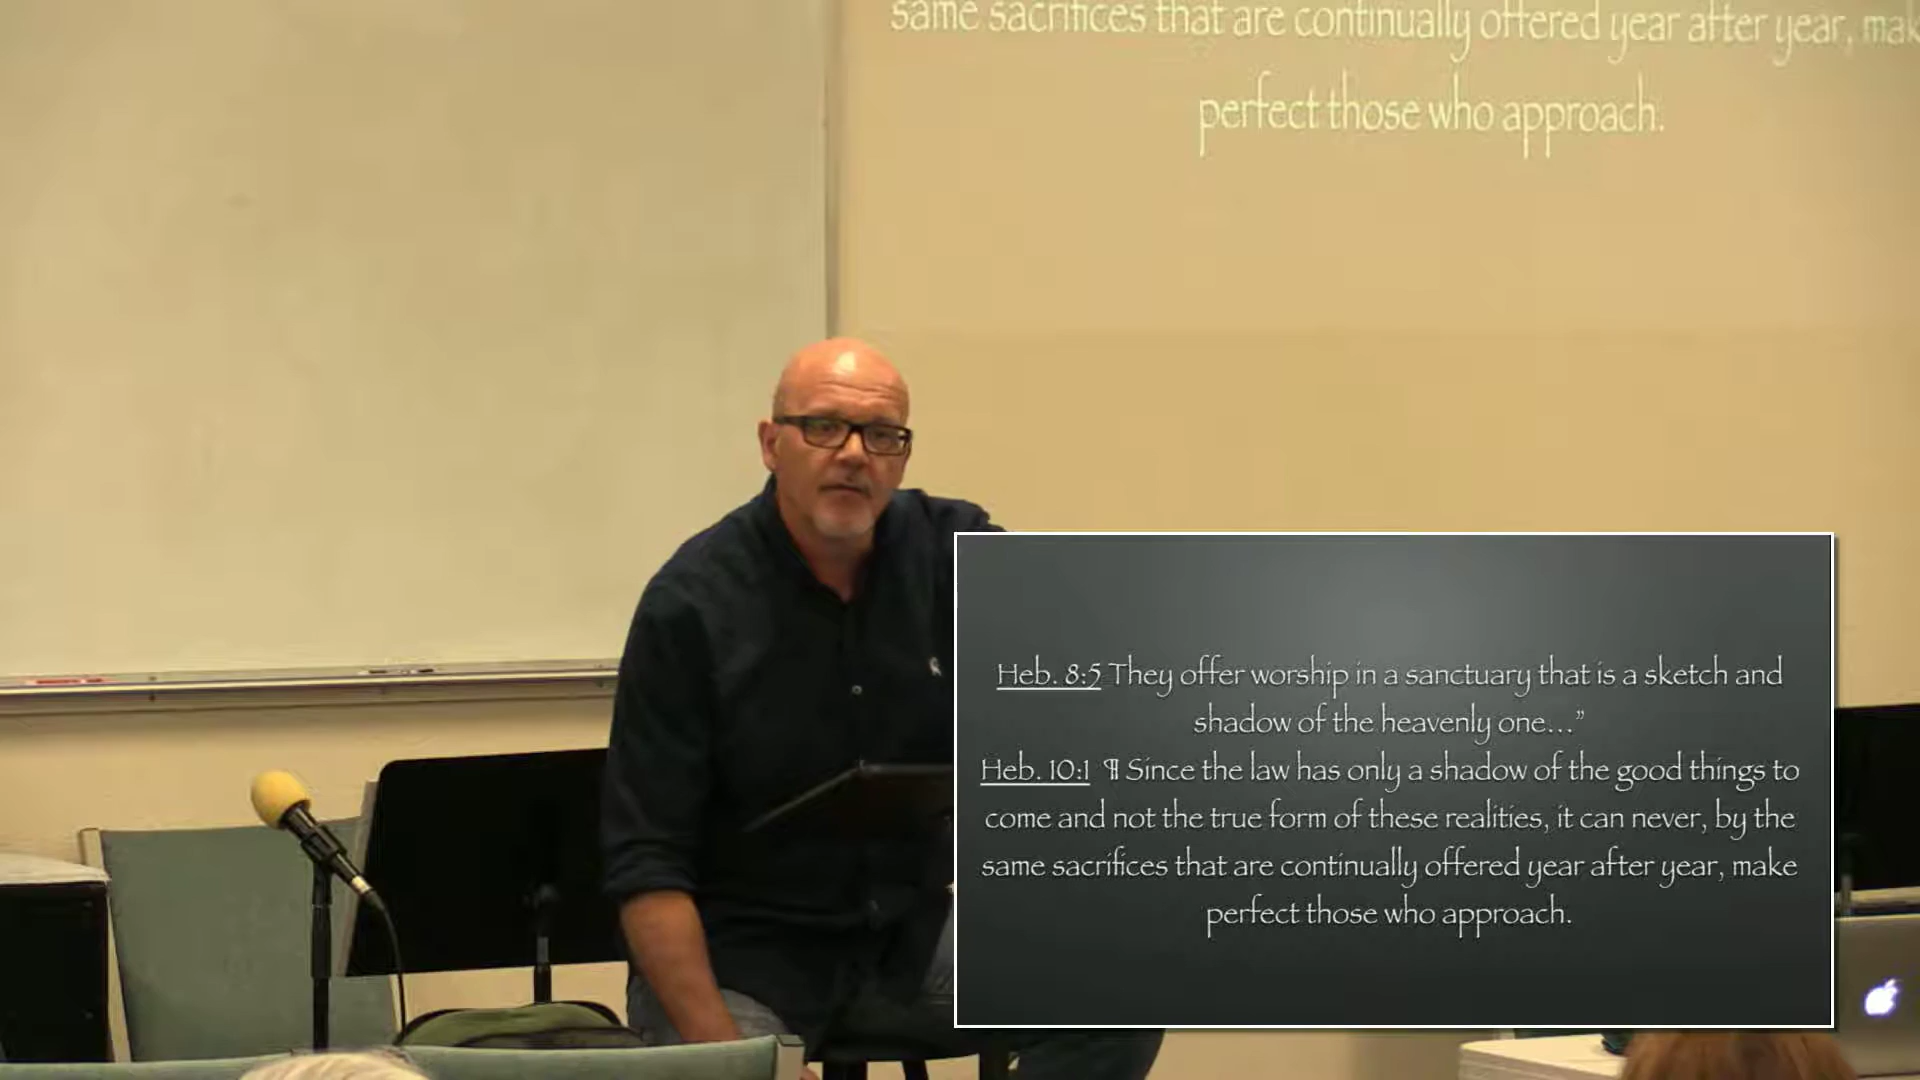 same sacrifices that are continually offered year after year, mak
perfect those who approach.
Heb. 8:5 They offer worship in a sanctuary that is a sketch and
shadow of the heavenly one…”
Heb. 10:1 ¶ Since the law has only a shadow of the good things to
come and not the true form of these realities, it can never, by the
same sacrifices that are continually offered year after year, make
perfect those who approach.